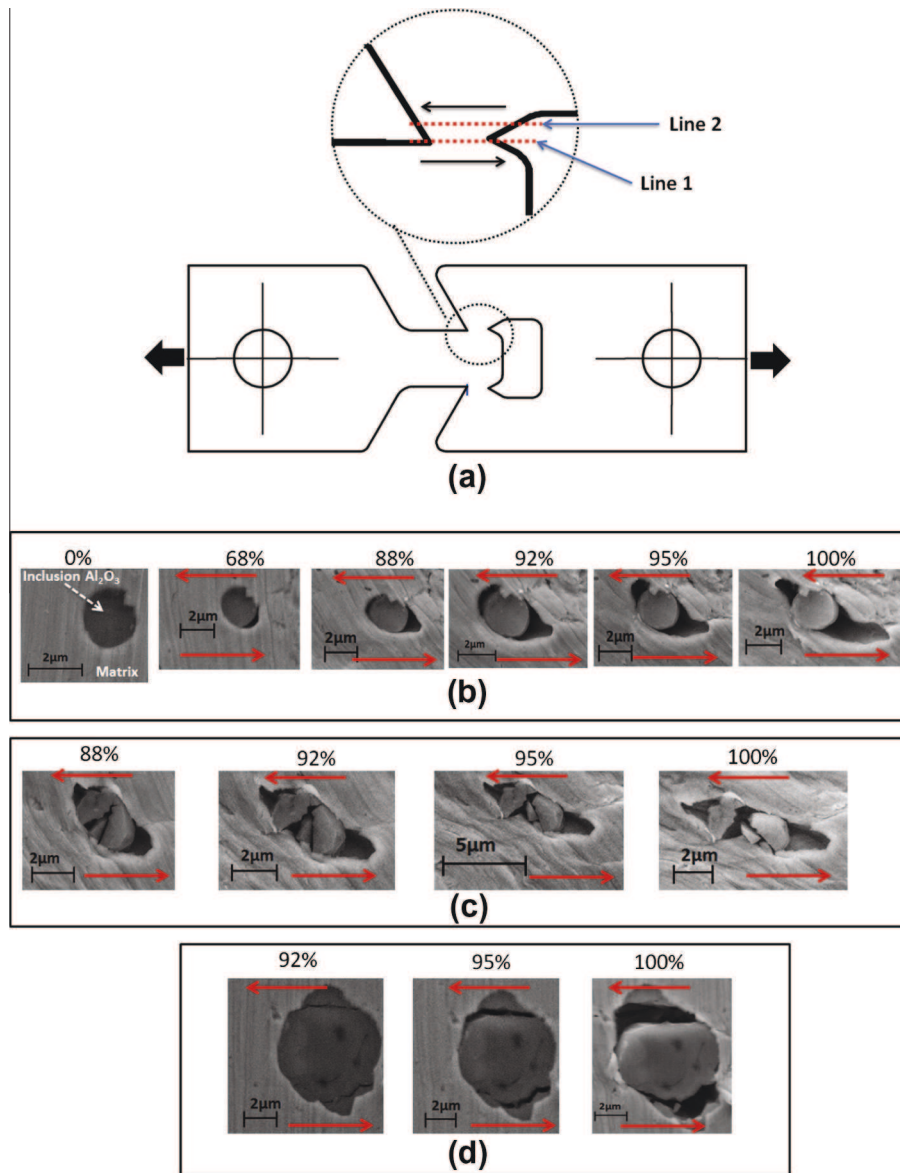 Line 2
Line 1
(a)
0%
68%
88%
92%
95%
100%
Inclusion Al₂O₃
Matrix
2µm
2µm
2µm
2µm
2µm
2µm
(b)
88%
92%
95%
100%
2µm
2µm
5µm
2µm
(c)
92%
95%
100%
2µm
2µm
2µm
(d)